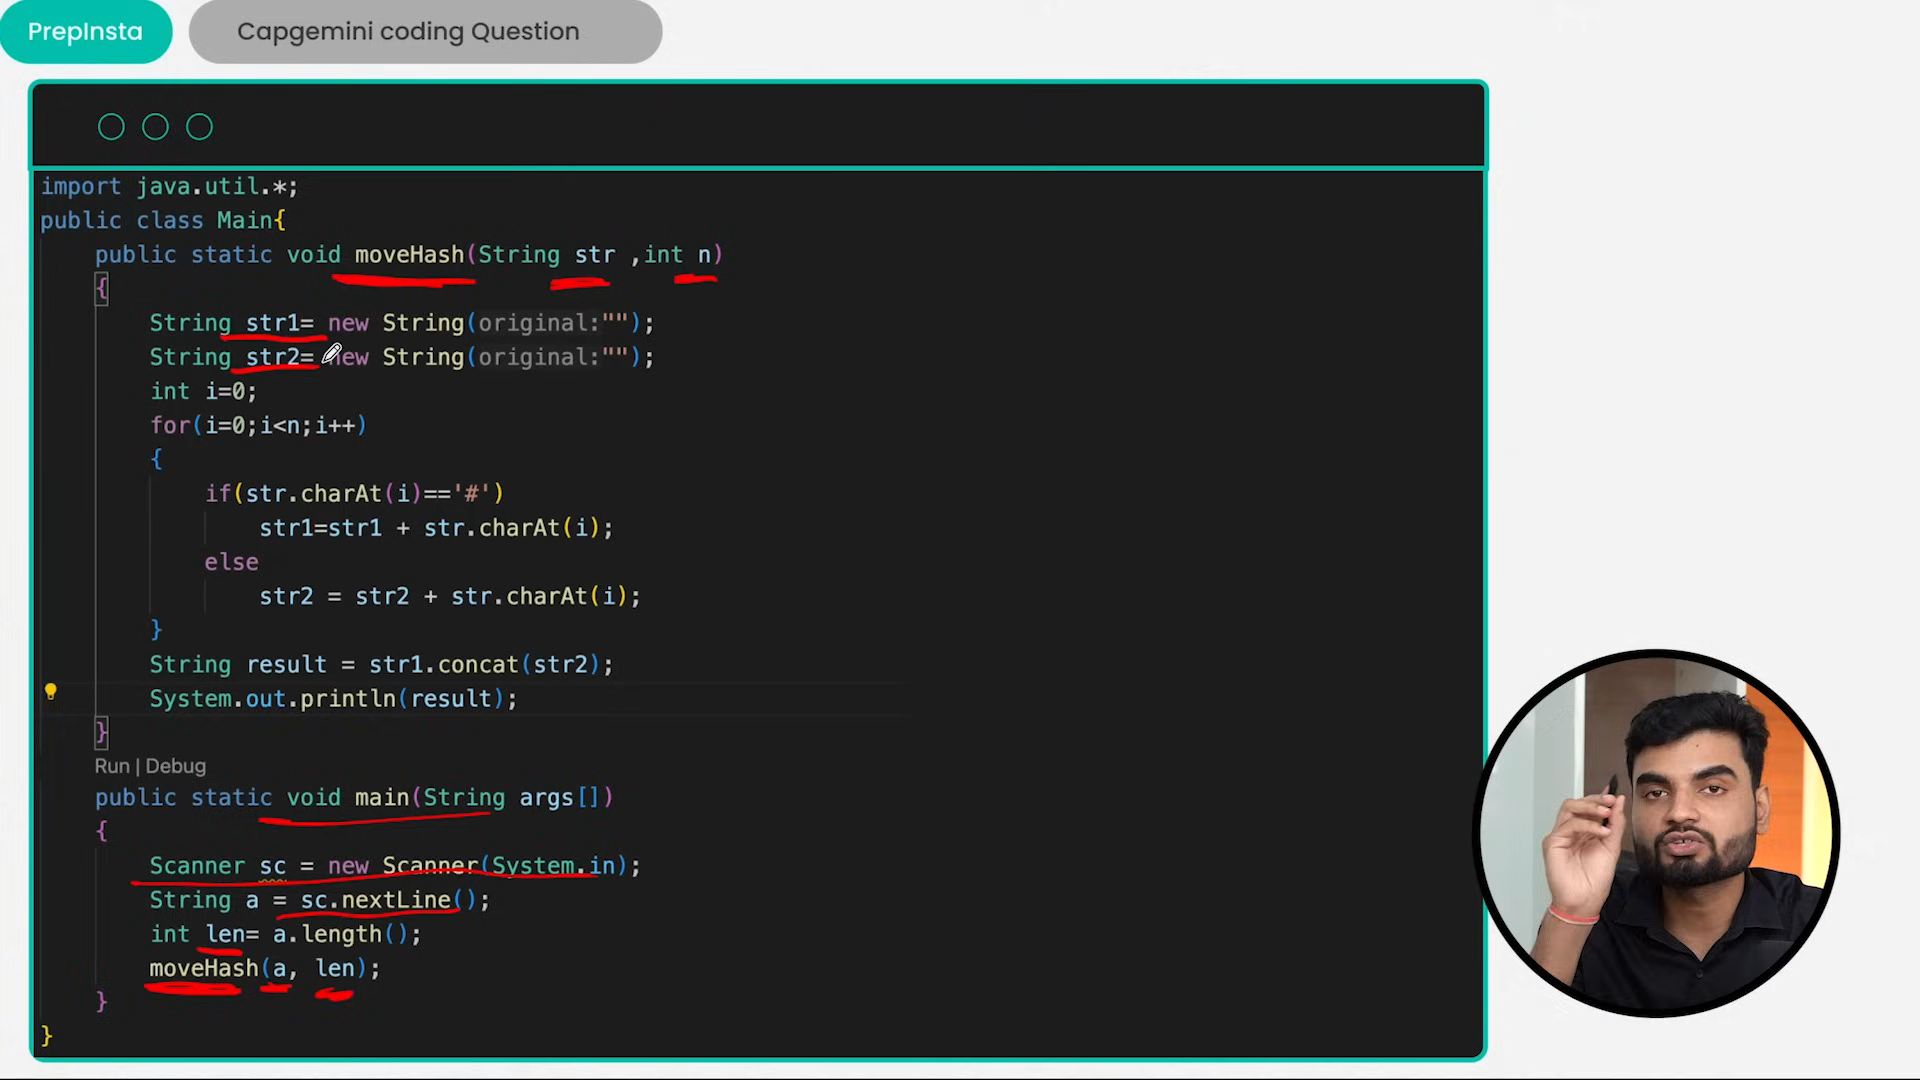 PrepInsta
Capgemini coding Question
import java.util.*;
public class Main{
public static void moveHash(String str ,int n)
{
String str1= new String(original:"");
String str2= new String(original:"");
int i=0;
for(i=0;i<n;i++)
{
if(str.charAt(i)=='#')
str1=str1 + str.charAt(i);
else
str2 = str2 + str.charAt(i);
}
String result = str1.concat(str2);
System.out.println(result);
}
Run | Debug
public static void main(String args[])
{
Scanner sc = new Scanner(System.in);
String a = sc.nextLine();
int len= a.length();
moveHash(a, len);
}
}